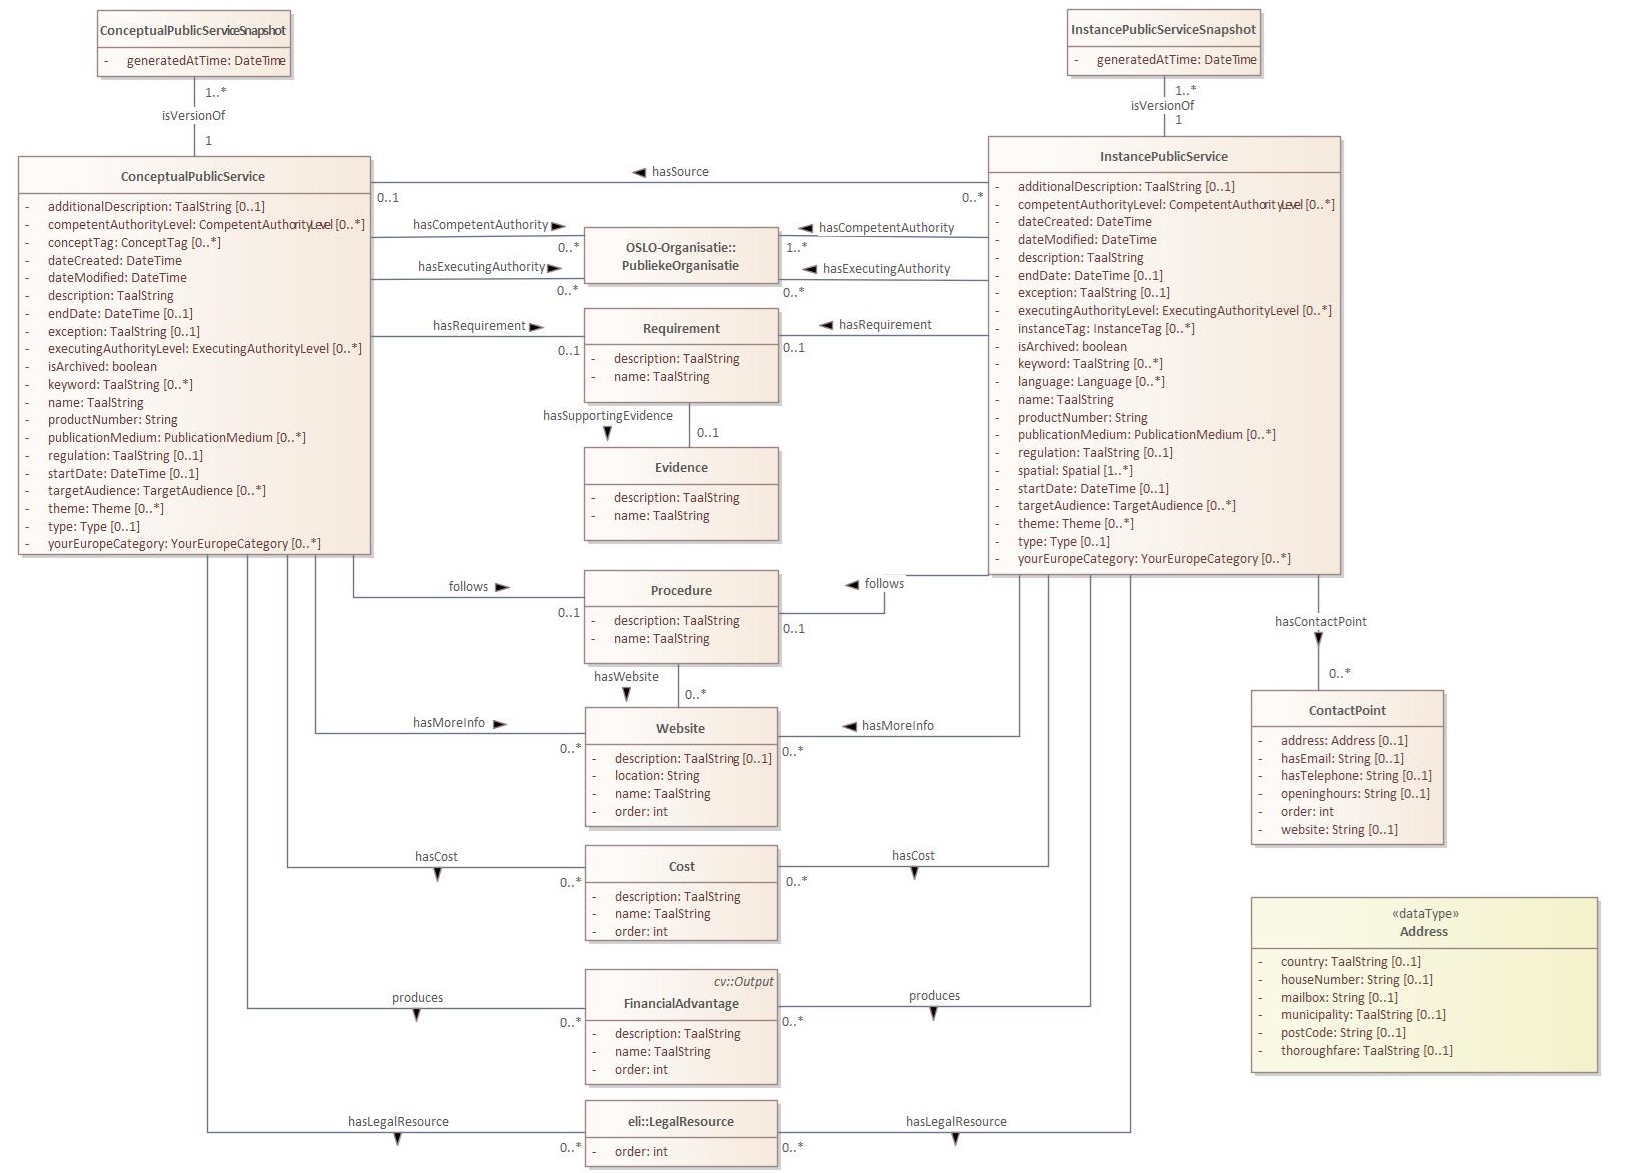 ConceptualPublicServiceSnapshot
- generatedAtTime: DateTime
1..*
isVersionOf
1
InstancePublicServiceSnapshot
- generatedAtTime: DateTime
1..*
isVersionOf
1
ConceptualPublicService
- additionalDescription: TaalString [0..1]
- competentAuthorityLevel: CompetentAuthorityLevel [0..*]
- conceptTag: ConceptTag [0..*]
- dateCreated: DateTime
- dateModified: DateTime
- description: TaalString
- endDate: DateTime [0..1]
- exception: TaalString [0..1]
- executingAuthorityLevel: ExecutingAuthorityLevel [0..*]
- isArchived: boolean
- keyword: TaalString [0..*]
- name: TaalString
- productNumber: String
- publicationMedium: PublicationMedium [0..*]
- regulation: TaalString [0..1]
- startDate: DateTime [0..1]
- targetAudience: TargetAudience [0..*]
- theme: Theme [0..*]
- type: Type [0..1]
- yourEuropeCategory: YourEuropeCategory [0..*]
InstancePublicService
- additionalDescription: TaalString [0..1]
- competentAuthorityLevel: CompetentAuthorityLevel [0..*]
- dateCreated: DateTime
- dateModified: DateTime
- description: TaalString
- endDate: DateTime [0..1]
- exception: TaalString [0..1]
- executingAuthorityLevel: ExecutingAuthorityLevel [0..*]
- instanceTag: InstanceTag [0..*]
- isArchived: boolean
- keyword: TaalString [0..*]
- language: Language [0..*]
- name: TaalString
- productNumber: String
- publicationMedium: PublicationMedium [0..*]
- regulation: TaalString [0..1]
- spatial: Spatial [1..*]
- startDate: DateTime [0..1]
- targetAudience: TargetAudience [0..*]
- theme: Theme [0..*]
- type: Type [0..1]
- yourEuropeCategory: YourEuropeCategory [0..*]
hasSource
0..1
0..*
hasCompetentAuthority
0..*
hasCompetentAuthority
1..*
OSLO-Organisatie::
PubliekeOrganisatie
hasExecutingAuthority
0..*
hasExecutingAuthority
0..*
hasRequirement
0..1
hasRequirement
0..1
Requirement
- description: TaalString
- name: TaalString
hasSupportingEvidence
0..1
Evidence
- description: TaalString
- name: TaalString
follows
0..1
follows
0..1
Procedure
- description: TaalString
- name: TaalString
hasWebsite
0..*
hasMoreInfo
0..*
hasMoreInfo
0..*
Website
- description: TaalString [0..1]
- location: String
- name: TaalString
- order: int
hasCost
0..*
hasCost
0..*
Cost
- description: TaalString
- name: TaalString
- order: int
produces
0..*
produces
0..*
cv::Output
FinancialAdvantage
- description: TaalString
- name: TaalString
- order: int
hasLegalResource
0..*
hasLegalResource
0..*
eli::LegalResource
- order: int
hasContactPoint
0..*
ContactPoint
- address: Address [0..1]
- hasEmail: String [0..1]
- hasTelephone: String [0..1]
- openinghours: String [0..1]
- order: int
- website: String [0..1]
«dataType»
Address
- country: TaalString [0..1]
- houseNumber: String [0..1]
- mailbox: String [0..1]
- municipality: TaalString [0..1]
- postCode: String [0..1]
- thoroughfare: TaalString [0..1]